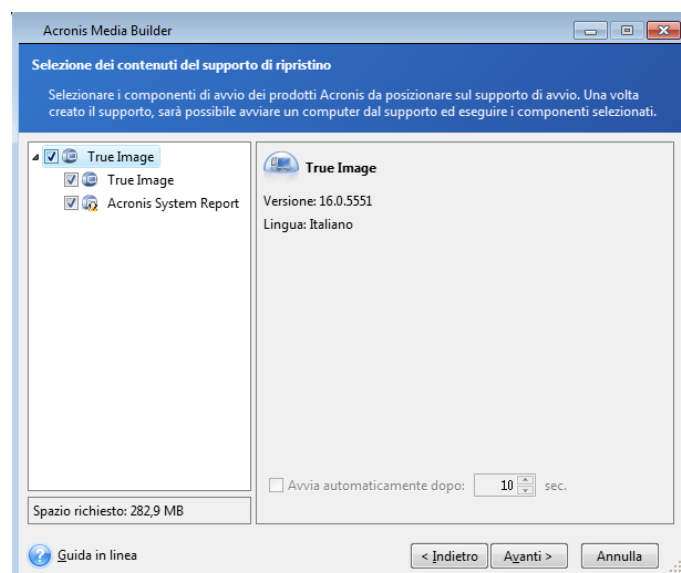 Acronis Media Builder
Selezione dei contenuti del supporto di ripristino
Selezionare i componenti di avvio dei prodotti Acronis da posizionare sul supporto di avvio. Una volta
creato il supporto, sarà possibile avviare un computer dal supporto ed eseguire i componenti selezionati.
True Image
True Image
Acronis System Report
True Image
Versione: 16.0.5551
Lingua: Italiano
Avvia automaticamente dopo: 10 sec.
Spazio richiesto: 282,9 MB
Guida in linea
< Indietro
Avanti >
Annulla